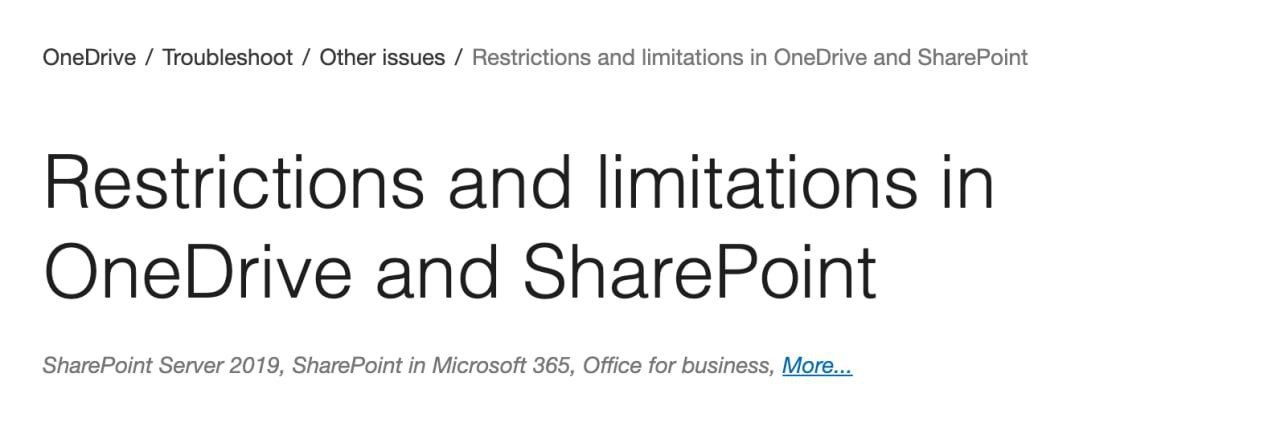 OneDrive / Troubleshoot / Other issues / Restrictions and limitations in OneDrive and SharePoint
Restrictions and limitations in
OneDrive and SharePoint
SharePoint Server 2019, SharePoint in Microsoft 365, Office for business, More...